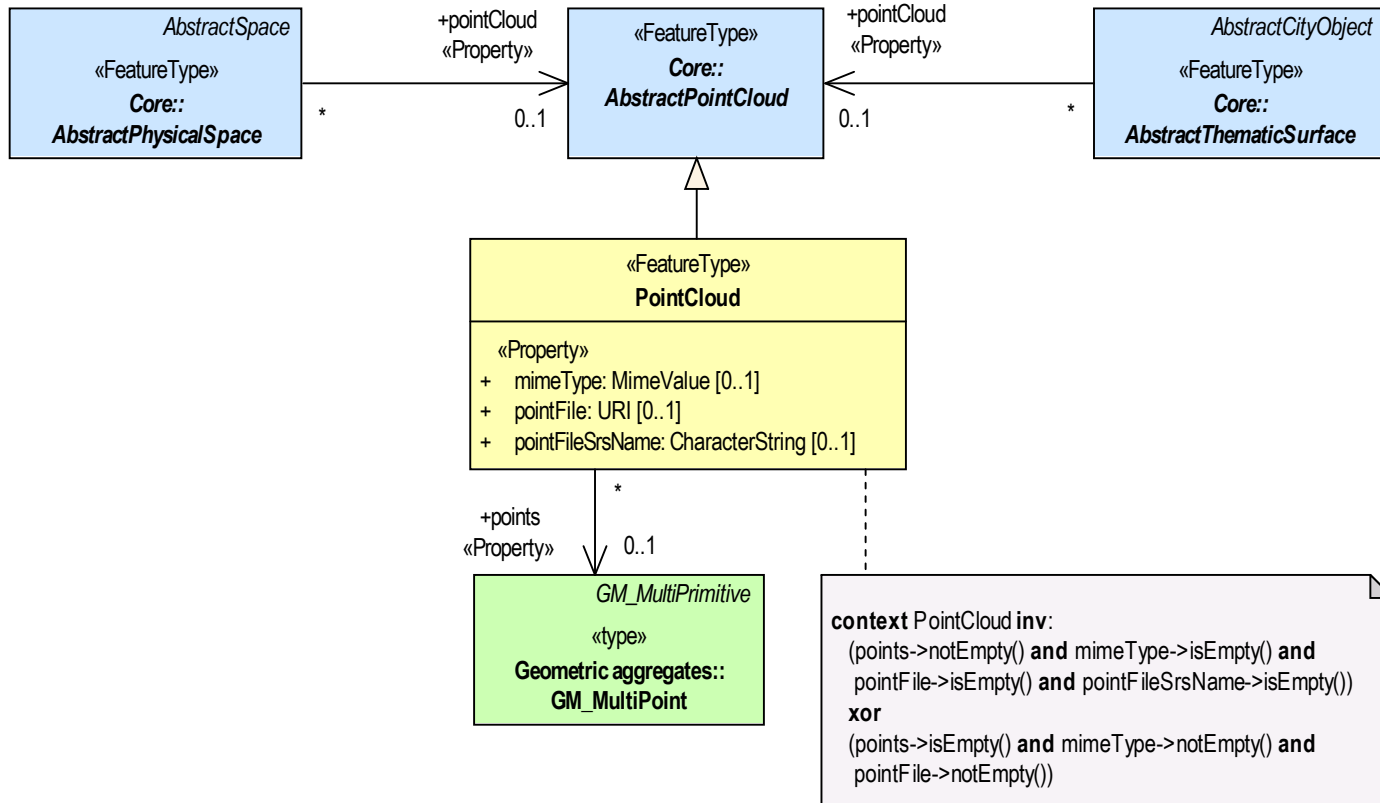 AbstractSpace
«FeatureType»
Core::
AbstractPhysicalSpace
+pointCloud
«Property»
*
0..1
«FeatureType»
Core::
AbstractPointCloud
+pointCloud
«Property»
0..1
*
AbstractCityObject
«FeatureType»
Core::
AbstractThematicSurface
«FeatureType»
PointCloud
«Property»
+ mimeType: MimeValue [0..1]
+ pointFile: URI [0..1]
+ pointFileSrsName: CharacterString [0..1]
*
+points
«Property»
0..1
GM_MultiPrimitive
«type»
Geometric aggregates::
GM_MultiPoint
context PointCloud inv:
(points->notEmpty() and mimeType->isEmpty() and
pointFile->isEmpty() and pointFileSrsName->isEmpty())
xor
(points->isEmpty() and mimeType->notEmpty() and
pointFile->notEmpty())